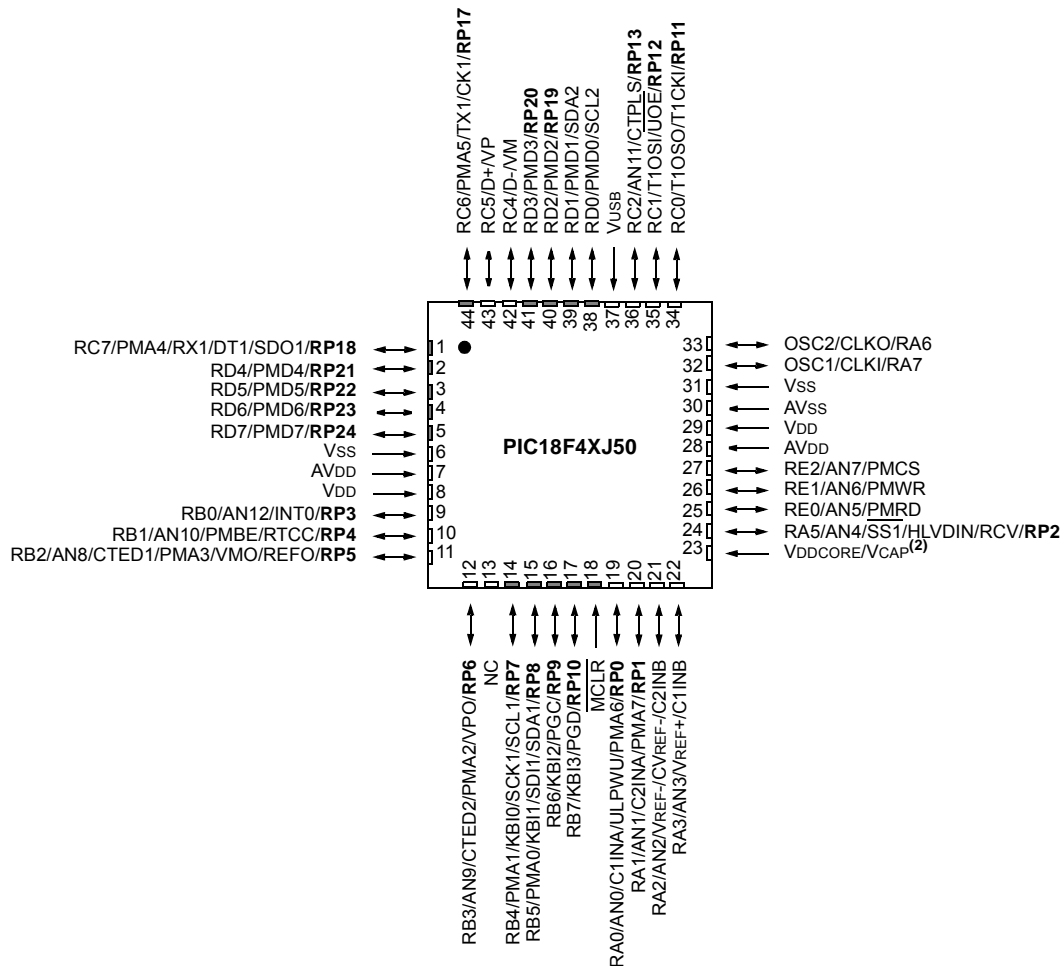 RC6/PMA5/TX1/CK1/RP17
RC5/D+/VP
RC4/D-/VM
RD3/PMD3/RP20
RD2/PMD2/RP19
RD1/PMD1/SDA2
RD0/PMD0/SCL2
VUSB
RC2/AN11/CTPLS/RP13
RC1/T1OSI/UOE/RP12
RC0/T1OSO/T1CKI/RP11
44
43
42
41
40
39
38
37
36
35
34
RC7/PMA4/RX1/DT1/SDO1/RP18 1
RD4/PMD4/RP21 2
RD5/PMD5/RP22 3
RD6/PMD6/RP23 4
RD7/PMD7/RP24 5
VSS 6
AVDD 7
VDD 8
RB0/AN12/INT0/RP3 9
RB1/AN10/PMBE/RTCC/RP4 10
RB2/AN8/CTED1/PMA3/VMO/REFO/RP5 11
PIC18F4XJ50
33 OSC2/CLKO/RA6
32 OSC1/CLKI/RA7
31 VSS
30 AVSS
29 VDD
28 AVDD
27 RE2/AN7/PMCS
26 RE1/AN6/PMWR
25 RE0/AN5/PMRD
24 RA5/AN4/SS1/HLVDIN/RCV/RP2
23 VDDCORE/VCAP(2)
12
13
14
15
16
17
18
19
20
21
22
RB3/AN9/CTED2/PMA2/VPO/RP6
NC
RB4/PMA1/KBI0/SCK1/SCL1/RP7
RB5/PMA0/KBI1/SDI1/SDA1/RP8
RB6/KBI2/PGC/RP9
RB7/KBI3/PGD/RP10
MCLR
RA0/AN0/C1INA/ULPWU/PMA6/RP0
RA1/AN1/C2INA/PMA7/RP1
RA2/AN2/VREF-/CVREF-/C2INB
RA3/AN3/VREF+/C1INB